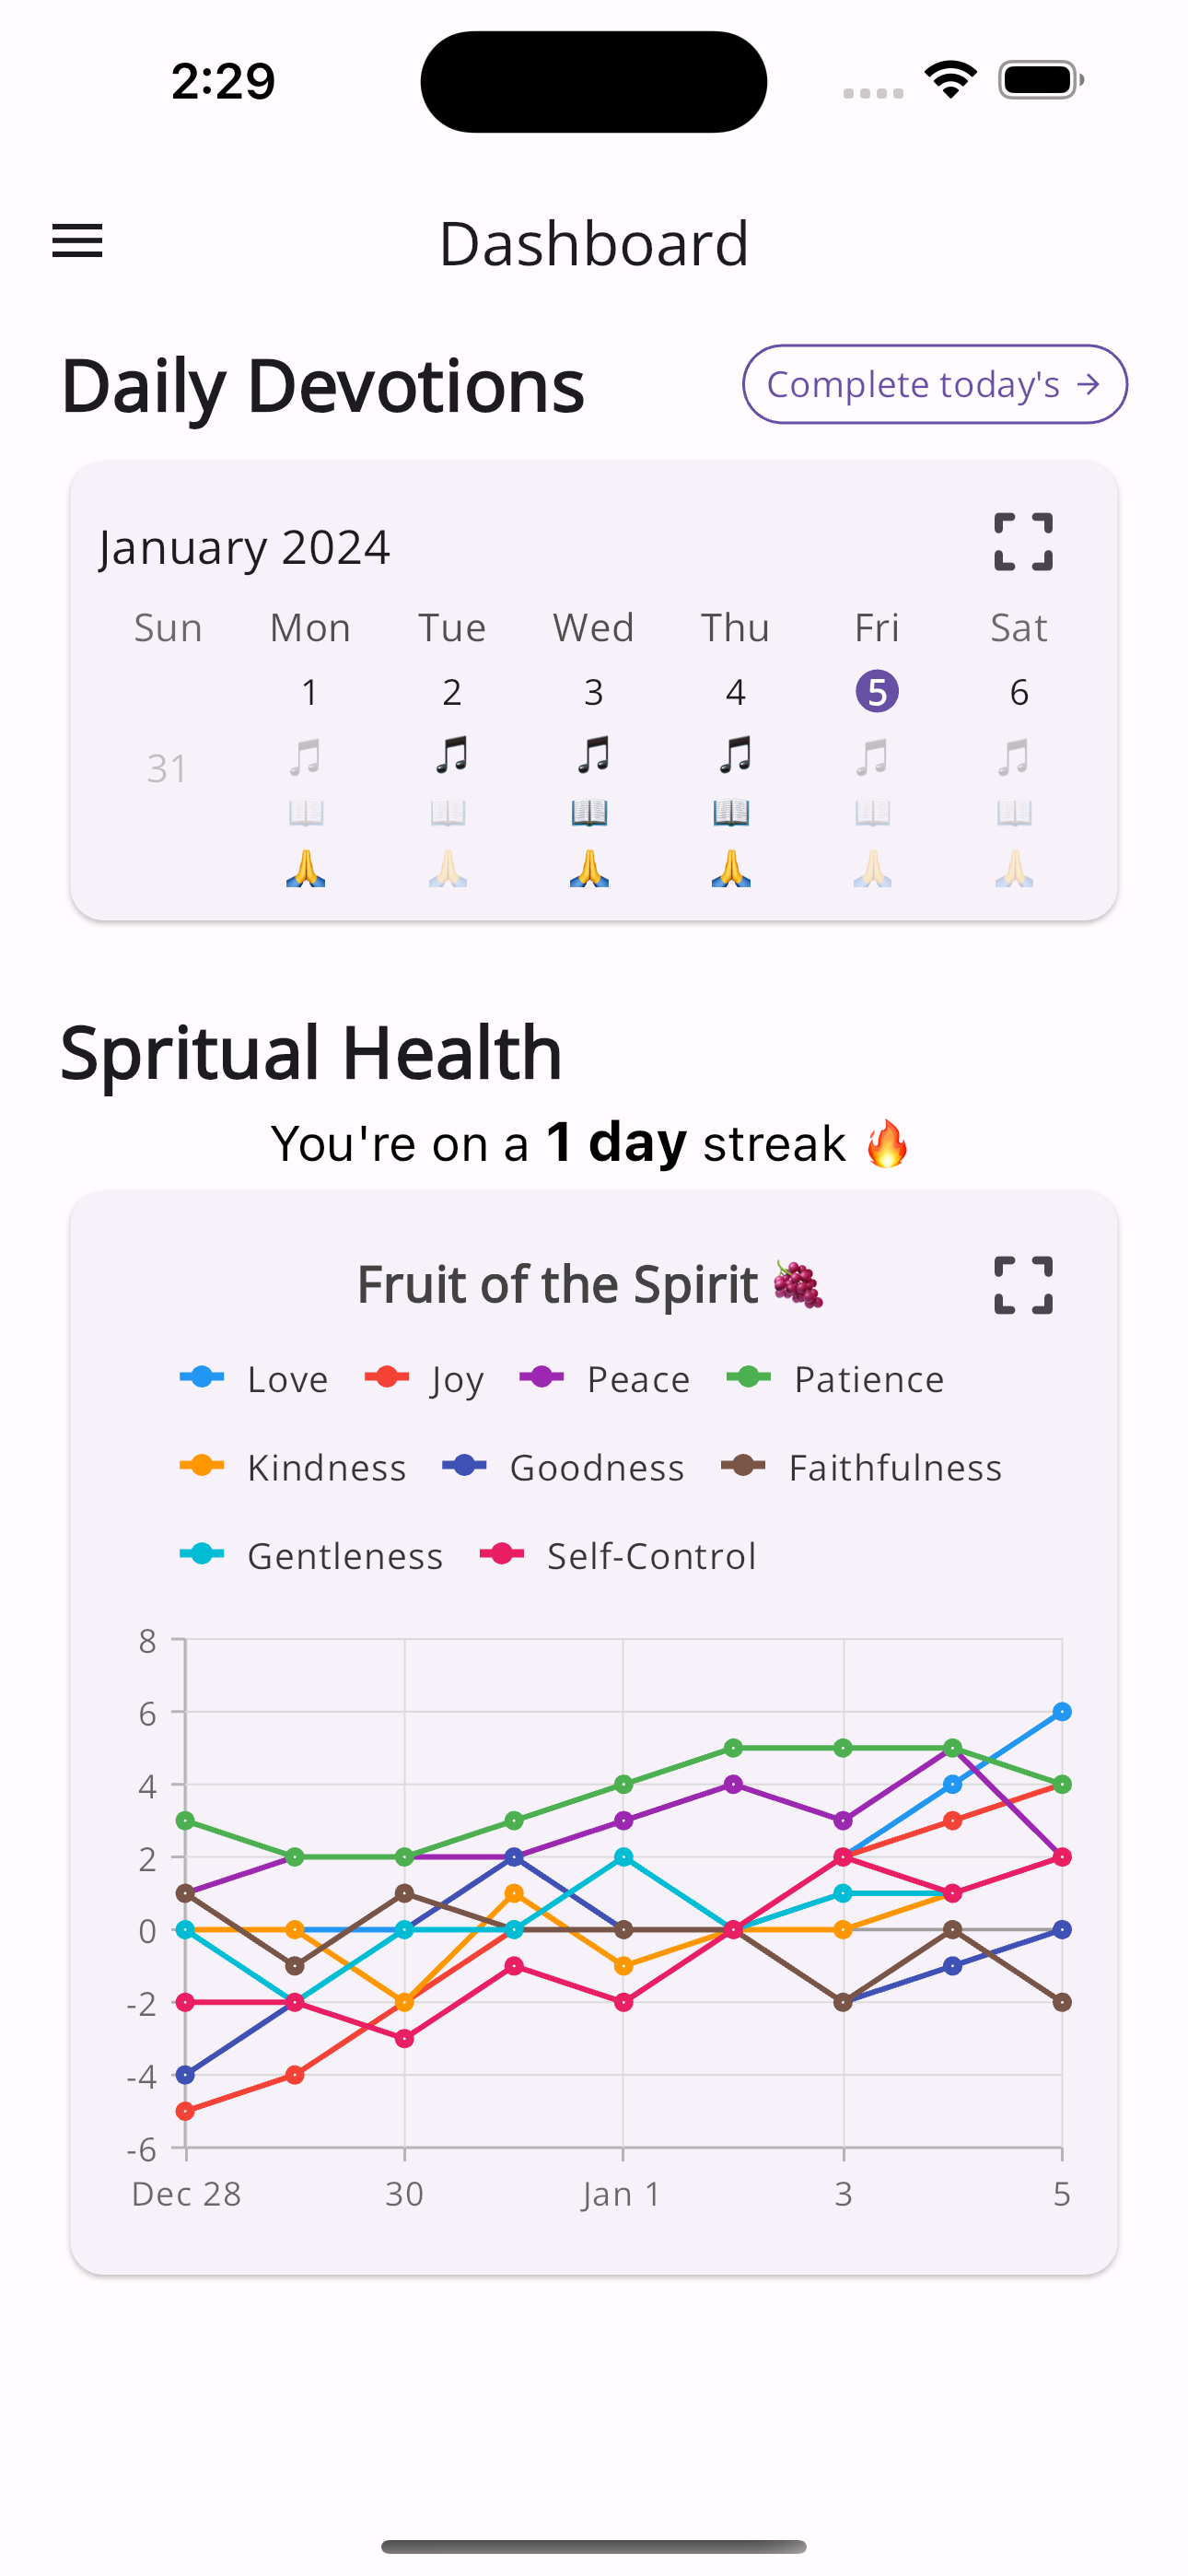 2:29
Dashboard
Daily Devotions
Complete today's →
January 2024
Sun Mon Tue Wed Thu Fri Sat
31 1 2 3 4 5 6
Spritual Health
You're on a 1 day streak 🔥
Fruit of the Spirit 🍇
Love Joy Peace Patience
Kindness Goodness Faithfulness
Gentleness Self-Control
8
6
4
2
0
-2
-4
-6
Dec 28 30 Jan 1 3 5